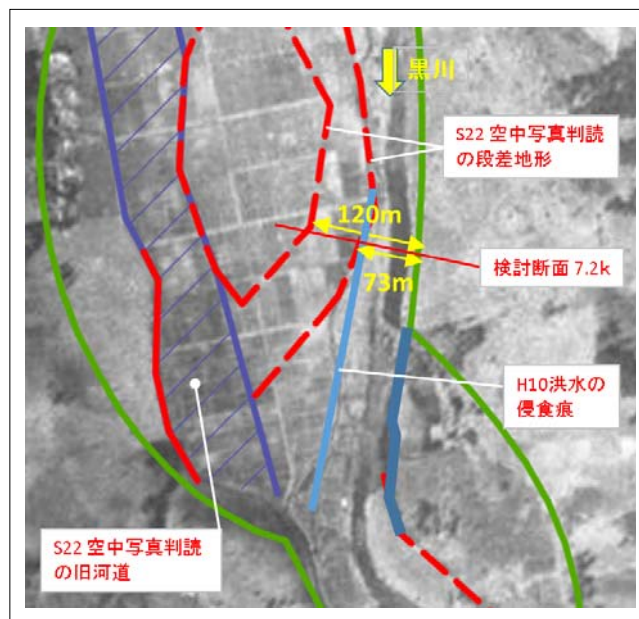 黒川
S22 空中写真判読
の段差地形
120m
73m
検討断面 7.2k
H10洪水の
侵食痕
S22 空中写真判読
の旧河道